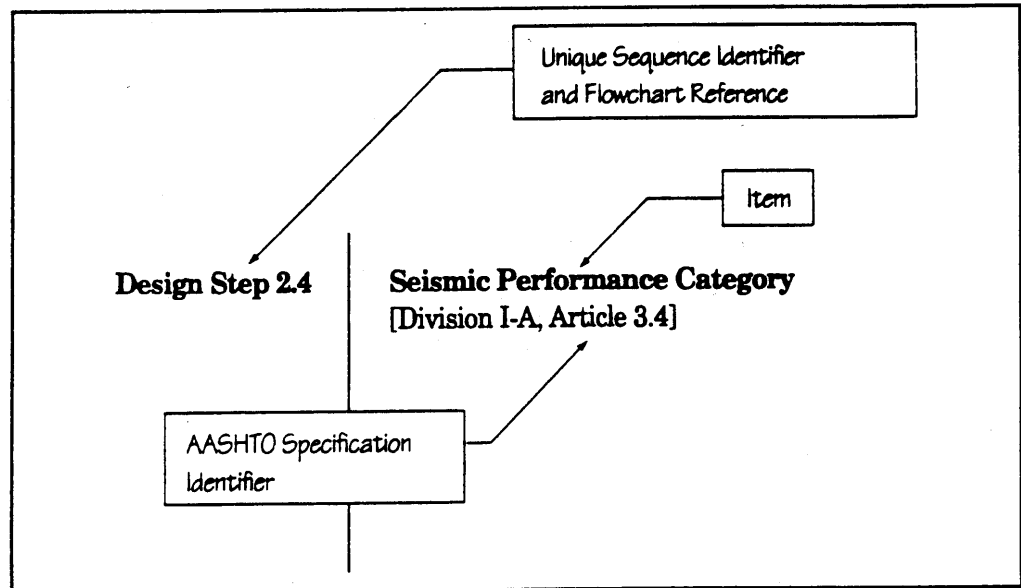 Unique Sequence Identifier
and Flowchart Reference
Item
Design Step 2.4
Seismic Performance Category
[Division I-A, Article 3.4]
AASHTO Specification
Identifier